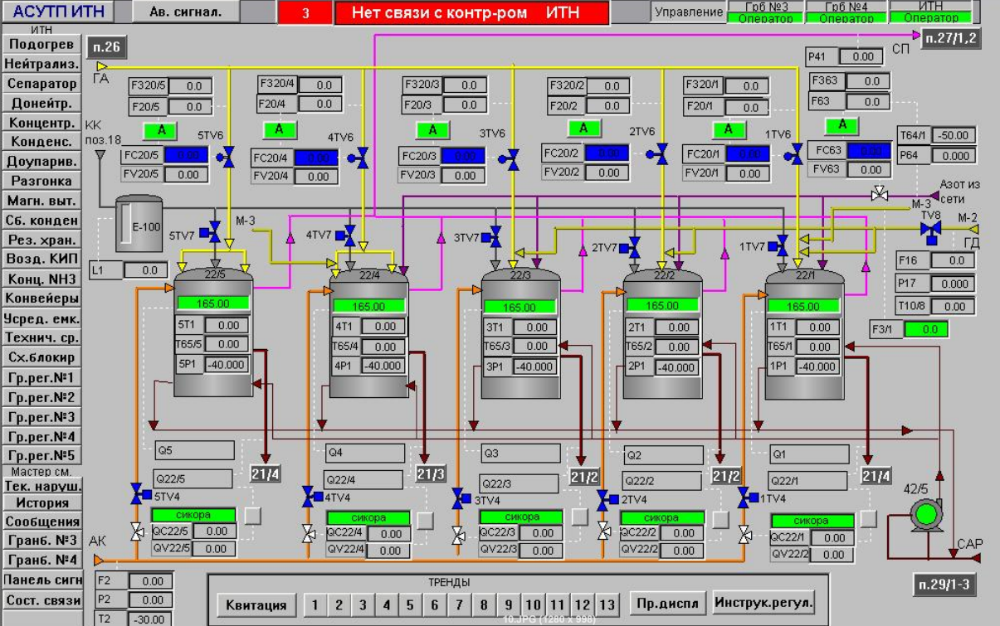 АСУТП ИТН Ав. сигнал. 3 Нет связи с контр-ром ИТН Управление Грб №3 Грб №4 ИТН
Оператор Оператор Оператор
ИТН
Подогрев
Нейтрализ.
Сепаратор
Донейтр.
Концентр.
Конденс.
Доупарив.
Разгонка
Магн. выт.
Сб. конден
Рез. хран.
Возд. КИП
Конц. NH3
Конвейеры
Усред. емк.
Технич. ср.
Сх.блокир
Гр.рег.№1
Гр.рег.№2
Гр.рег.№3
Гр.рег.№4
Гр.рег.№5
Мастер см.
Тек. наруш.
История
Сообщения
Гранб. №3
Гранб. №4
Панель сигн
Сост. связи
п.26 СП п.27/1,2
ГА
P41 0.00
F320/5 0.0 F320/4 0.0 F320/3 0.0 F320/2 0.0 F320/1 0.0 F363 0.0
F20/5 0.0 F20/4 0.0 F20/3 0.0 F20/2 0.0 F20/1 0.0 F63 0.0
КК
поз.18
A 5TV6 A 4TV6 A 3TV6 A 2TV6 A 1TV6 A
T64/1 -50.00
P64 0.000
FC20/5 0.00 FC20/4 0.00 FC20/3 0.00 FC20/2 0.00 FC20/1 0.00 FC63 0.00
FV20/5 0.00 FV20/4 0.00 FV20/3 0.00 FV20/2 0.00 FV20/1 0.00 FV63 0.00
Азот из
сети
М-3 TV8 М-2
ГД
E-100
5TV7 М-3 4TV7 3TV7 2TV7 1TV7
L1 0.0
F16 0.0
P17 0.000
T10/8 0.00
F3/1 0.0
22/5 22/4 22/3 22/2 22/1
165.00 165.00 165.00 165.00 165.00
5T1 0.00 4T1 0.00 3T1 0.00 2T1 0.00 1T1 0.00
T65/5 0.00 T65/4 0.00 T65/3 0.00 T65/2 0.00 T65/1 0.00
5P1 -40.000 4P1 -40.000 3P1 -40.000 2P1 -40.000 1P1 -40.000
Q5 Q4 Q3 Q2 Q1
Q22/5 Q22/4 Q22/3 Q22/2 Q22/1
21/4 21/3 21/2 21/2 21/4
5TV4 4TV4 3TV4 2TV4 1TV4 42/5
сикора сикора сикора сикора сикора
QC22/5 0.00 QC22/4 0.00 QC22/3 0.00 QC22/2 0.00 QC22/1 0.00
QV22/5 0.00 QV22/4 0.00 QV22/3 0.00 QV22/2 0.00 QV22/2 0.00
АК САР
F2 0.00
P2 0.00
T2 -30.00
п.29/1-3
ТРЕНДЫ
Квитация 1 2 3 4 5 6 7 8 9 10 11 12 13 Пр.диспл Инструк.регул.
10.JPG (1280 x 998)